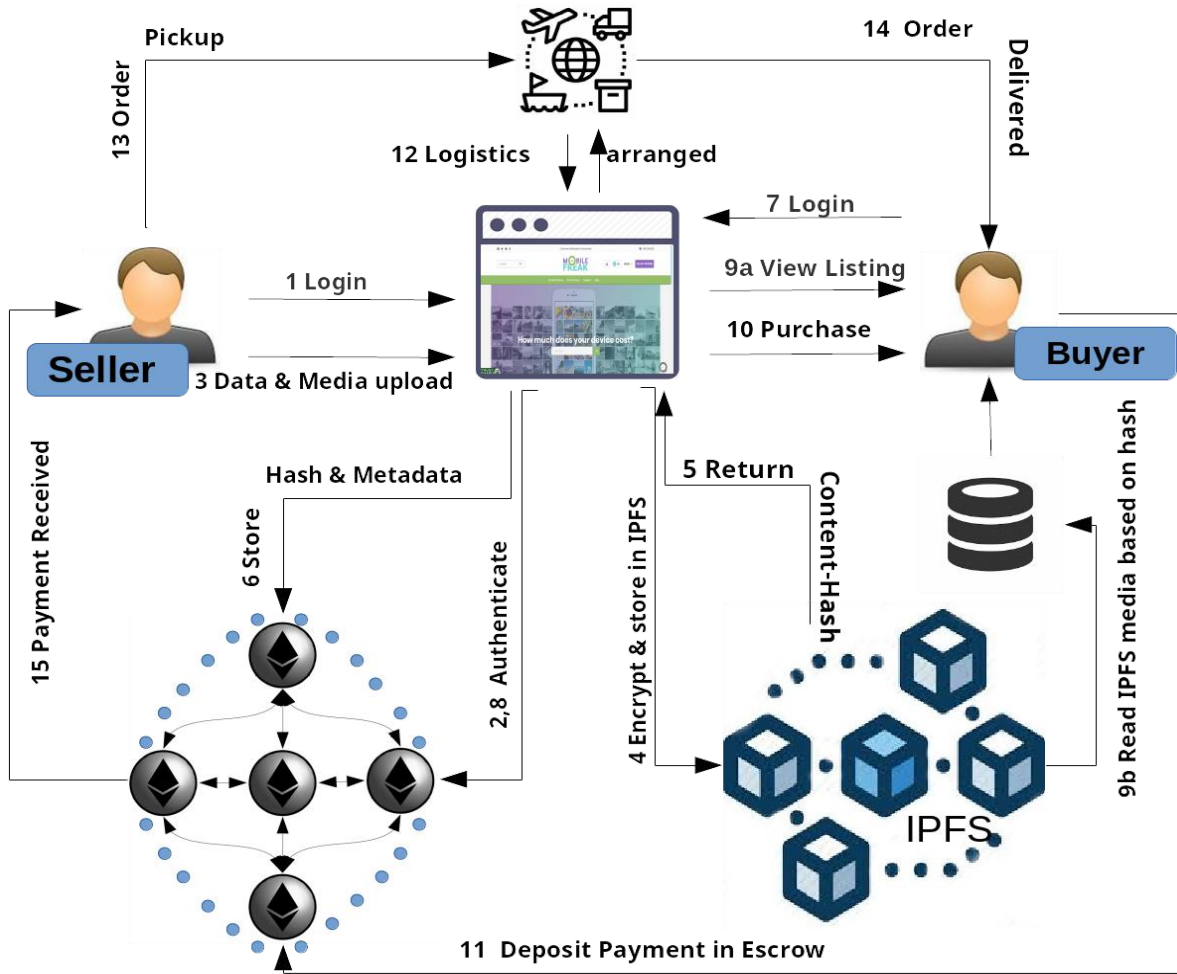 Pickup
14 Order
Delivered
13 Order
12 Logistics
arranged
7 Login
MOBILE
FREAK
9a View Listing
1 Login
10 Purchase
How much does your device cost?
Seller
Buyer
3 Data & Media upload
Hash & Metadata
5 Return
Content-Hash
6 Store
2,8 Authenticate
4 Encrypt & store in IPFS
9b Read IPFS media based on hash
15 Payment Received
IPFS
11 Deposit Payment in Escrow